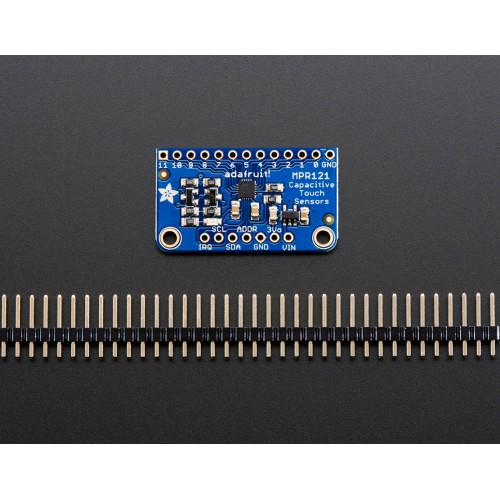 11 10 9 8 7 6 5 4 3 2 1 0 GND
adafruit!
MPR121
Capacitive
Touch
Sensors
SCL ADDR 3Vo
IRQ SDA GND VIN